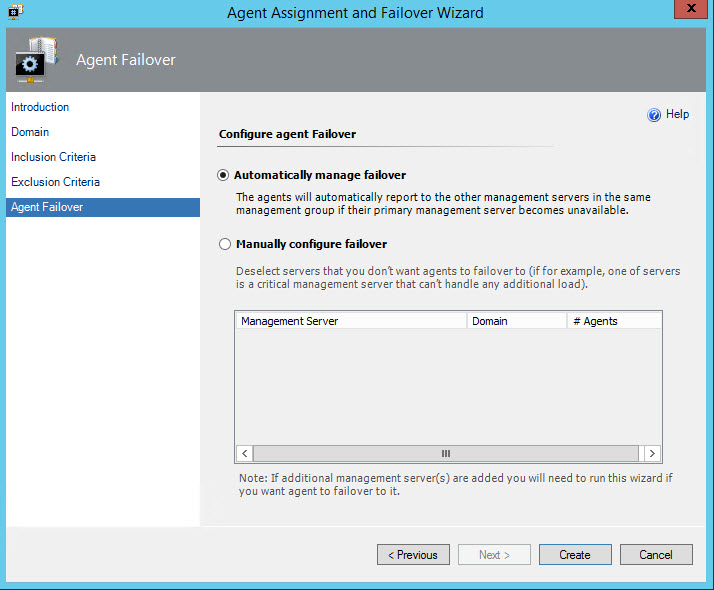 Agent Assignment and Failover Wizard
x
Agent Failover
Introduction
Domain
Inclusion Criteria
Exclusion Criteria
Agent Failover
Help
Configure agent Failover
Automatically manage failover
The agents will automatically report to the other management servers in the same
management group if their primary management server becomes unavailable.
Manually configure failover
Deselect servers that you don't want agents to failover to (if for example, one of servers
is a critical management server that can't handle any additional load).
Management Server Domain # Agents
Note: If additional management server(s) are added you will need to run this wizard if
you want agent to failover to it.
< Previous Next > Create Cancel